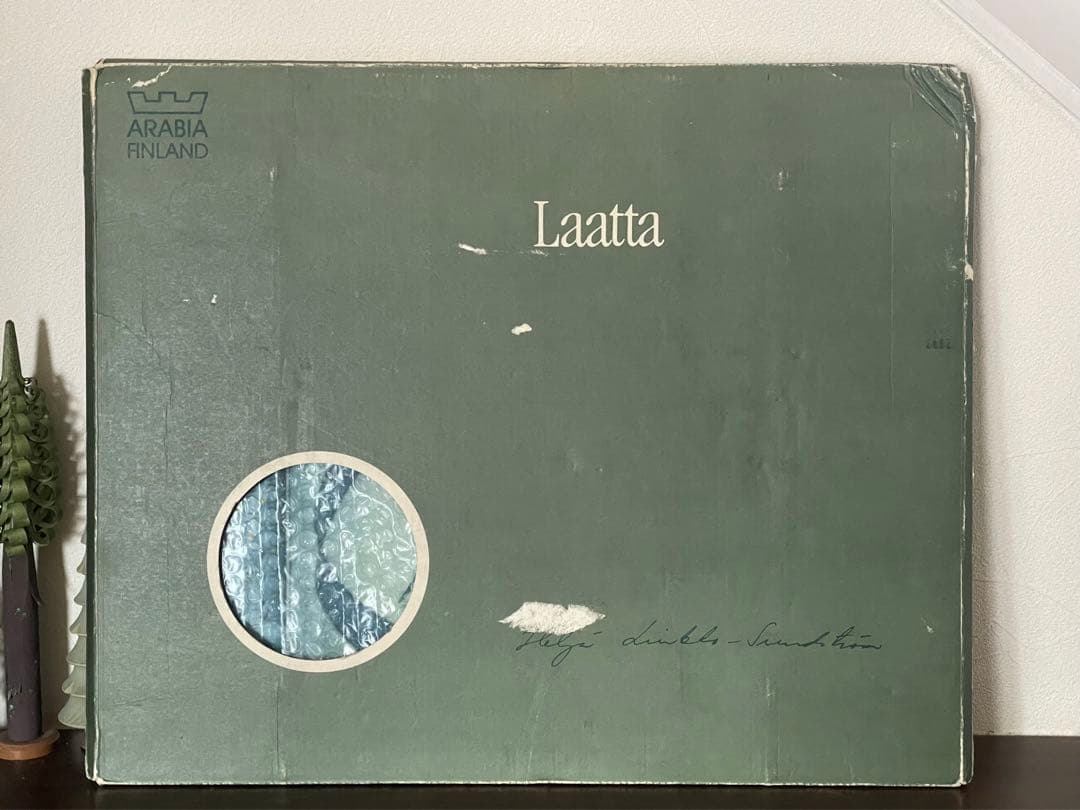 ARABIA
FINLAND
Laatta
Heljä Liukko-Sundström